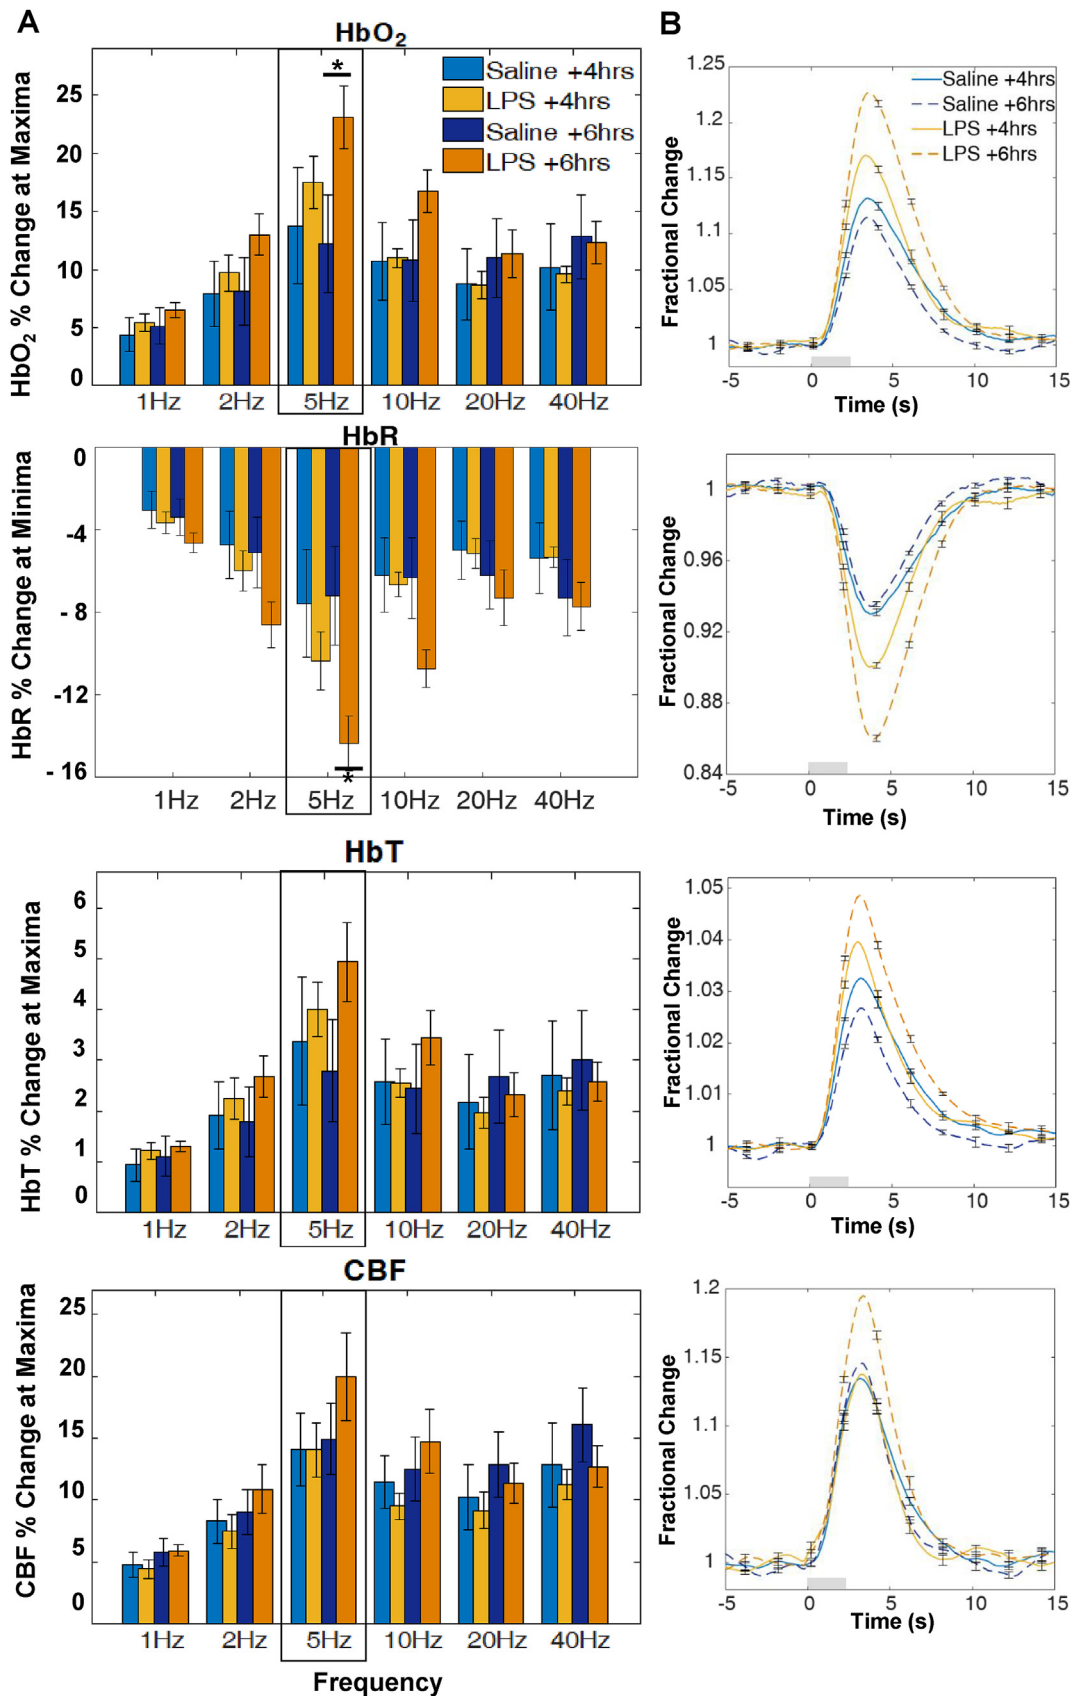 A
B
HbO2
*
Saline +4hrs
LPS +4hrs
Saline +6hrs
LPS +6hrs
HbO2 % Change at Maxima
25
20
15
10
5
0
1Hz 2Hz 5Hz 10Hz 20Hz 40Hz
Saline +4hrs
Saline +6hrs
LPS +4hrs
LPS +6hrs
Fractional Change
1.25
1.2
1.15
1.1
1.05
1
-5 0 5 10 15
Time (s)
HbR
HbR % Change at Minima
0
-4
-8
-12
-16
*
1Hz 2Hz 5Hz 10Hz 20Hz 40Hz
Fractional Change
1
0.96
0.92
0.88
0.84
-5 0 5 10 15
Time (s)
HbT
HbT % Change at Maxima
6
5
4
3
2
1
0
1Hz 2Hz 5Hz 10Hz 20Hz 40Hz
Fractional Change
1.05
1.04
1.03
1.02
1.01
1
-5 0 5 10 15
Time (s)
CBF
CBF % Change at Maxima
25
20
15
10
5
0
1Hz 2Hz 5Hz 10Hz 20Hz 40Hz
Frequency
Fractional Change
1.2
1.15
1.1
1.05
1
-5 0 5 10 15
Time (s)